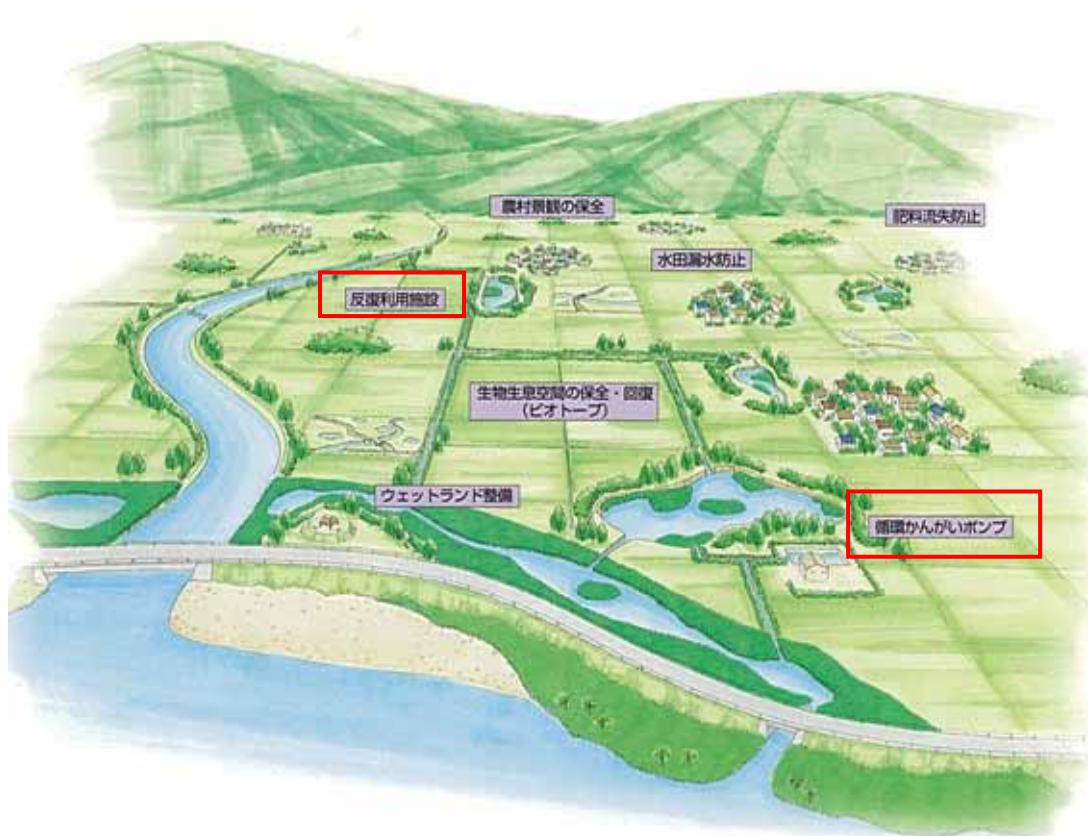 農村景観の保全
肥料流失防止
水田漏水防止
反復利用施設
生物生息空間の保全・回復
(ビオトープ)
ウェットランド整備
循環かんがいポンプ